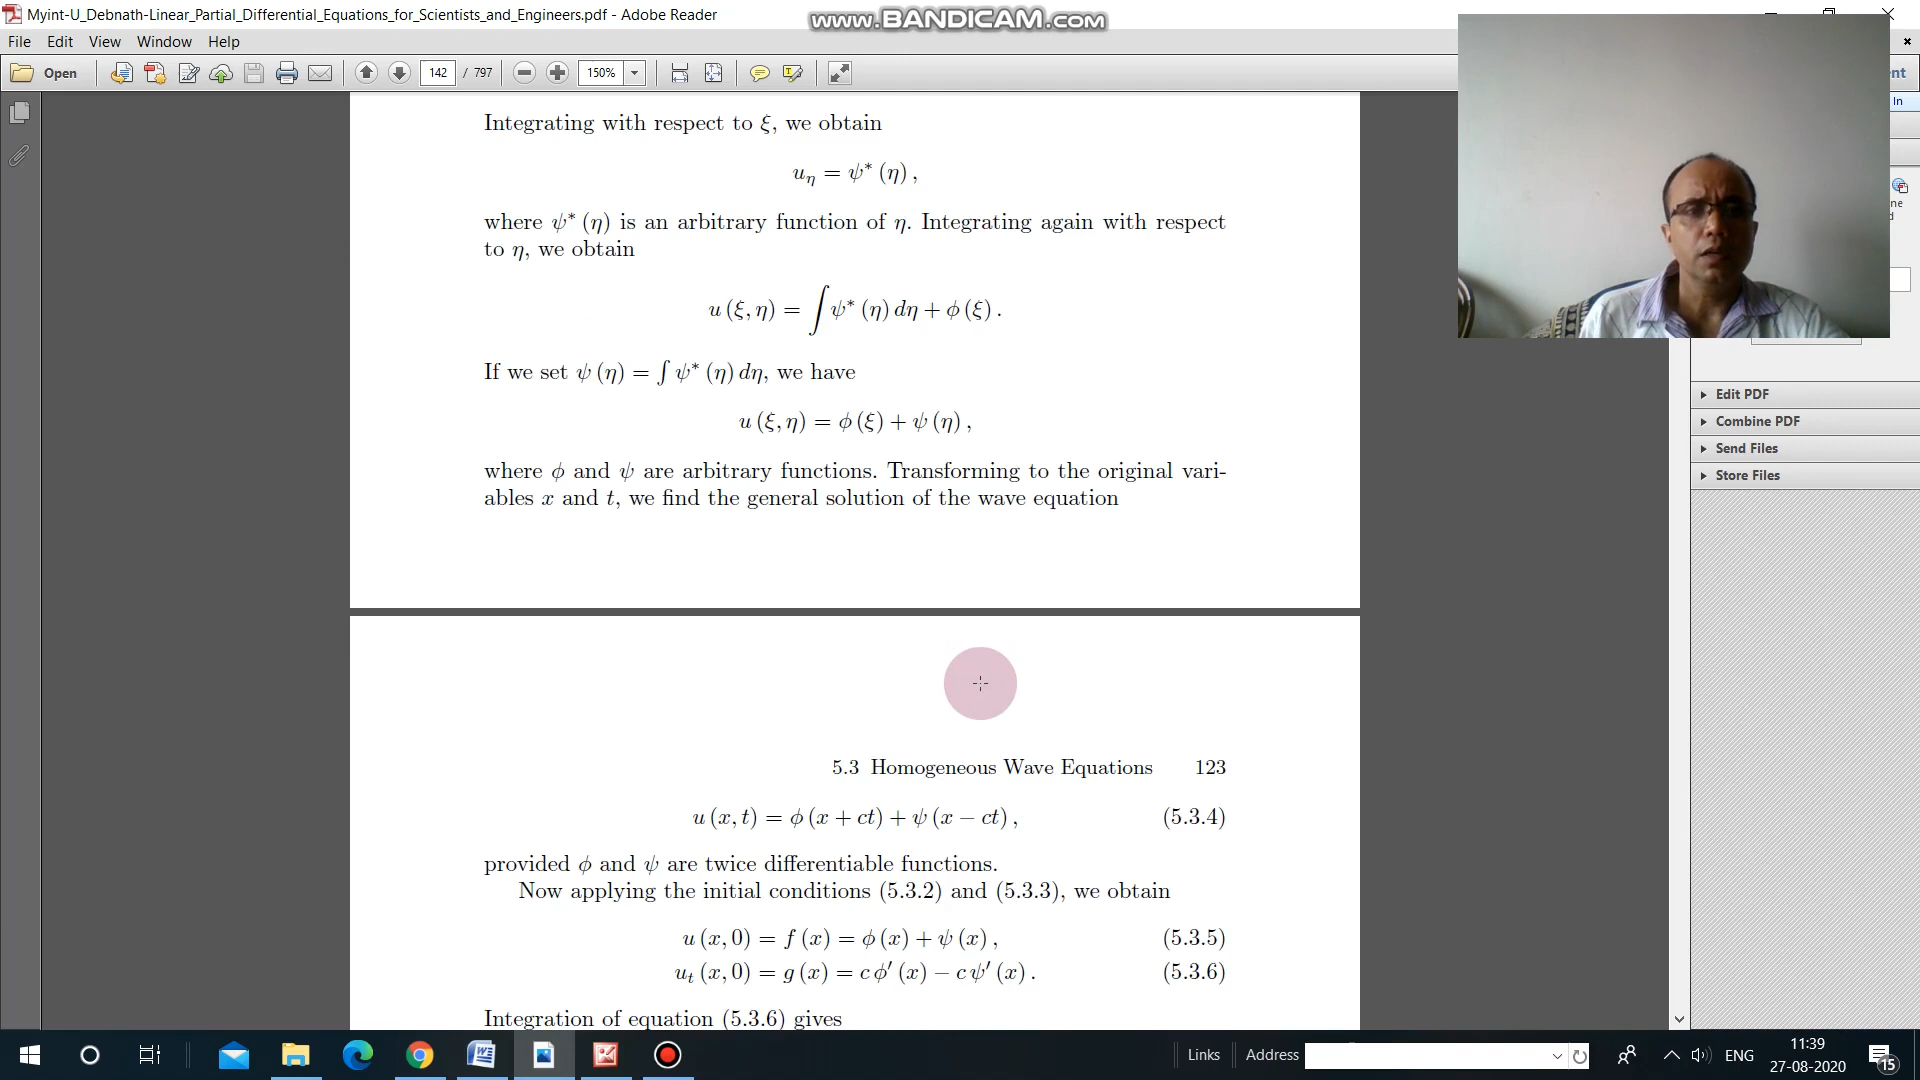 Myint-U_Debnath-Linear_Partial_Differential_Equations_for_Scientists_and_Engineers.pdf - Adobe Reader
www.BANDICAM.com
File Edit View Window Help
Open 142 / 797 150%
nt
In
Integrating with respect to ξ, we obtain
u_η = ψ* (η) ,
where ψ* (η) is an arbitrary function of η. Integrating again with respect
to η, we obtain
u (ξ, η) = ∫ ψ* (η) dη + ϕ (ξ) .
If we set ψ (η) = ∫ ψ* (η) dη, we have
u (ξ, η) = ϕ (ξ) + ψ (η) ,
where ϕ and ψ are arbitrary functions. Transforming to the original vari-
ables x and t, we find the general solution of the wave equation
5.3 Homogeneous Wave Equations 123
u (x, t) = ϕ (x + ct) + ψ (x − ct) , (5.3.4)
provided ϕ and ψ are twice differentiable functions.
Now applying the initial conditions (5.3.2) and (5.3.3), we obtain
u (x, 0) = f (x) = ϕ (x) + ψ (x) , (5.3.5)
u_t (x, 0) = g (x) = c ϕ′ (x) − c ψ′ (x) . (5.3.6)
Integration of equation (5.3.6) gives
ne
d
Edit PDF
Combine PDF
Send Files
Store Files
Links Address ENG 11:39
27-08-2020 15